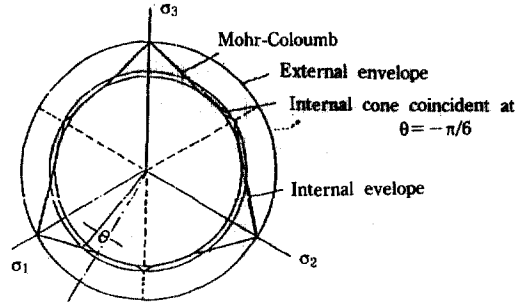 σ3
Mohr-Coloumb
External envelope
Internal cone coincident at
θ= −π/6
Internal evelope
θ
σ1
σ2